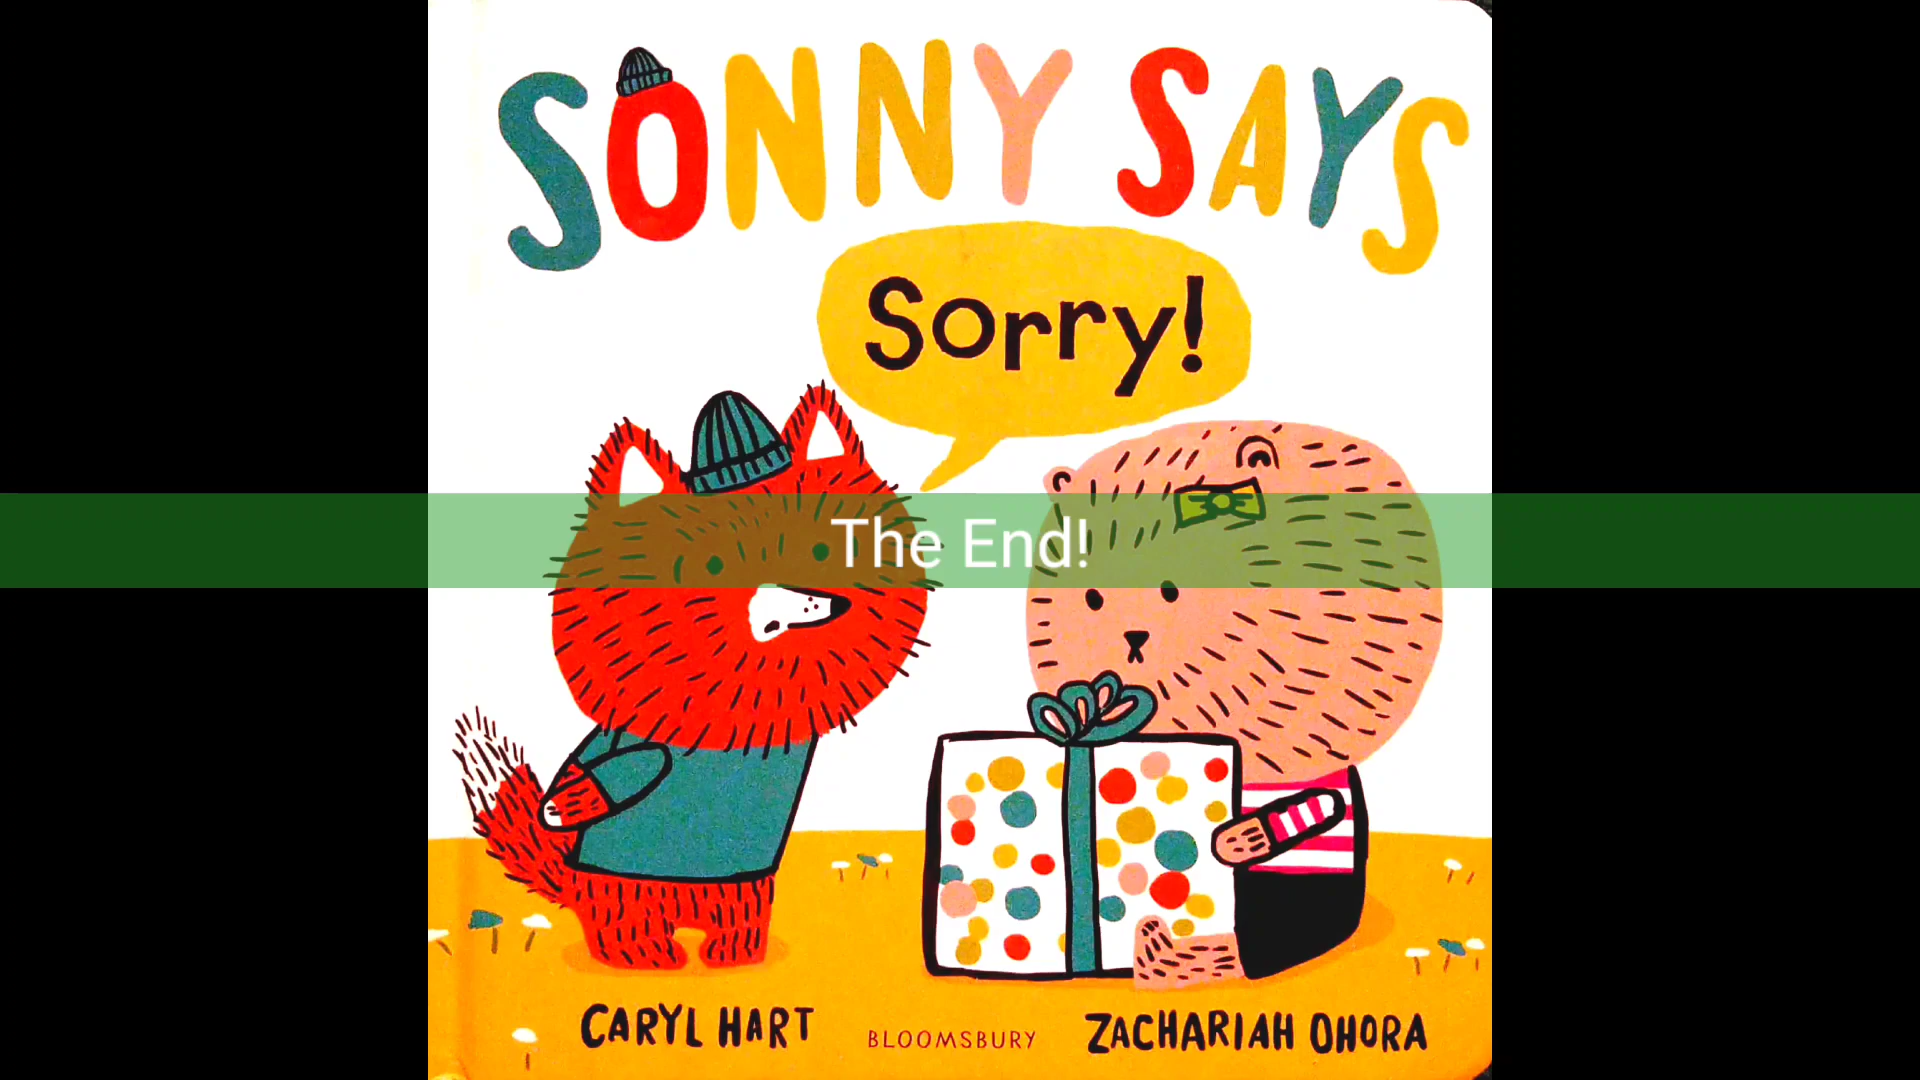 SONNY SAYS
Sorry!
The End!
CARYL HART
BLOOMSBURY
ZACHARIAH OHORA